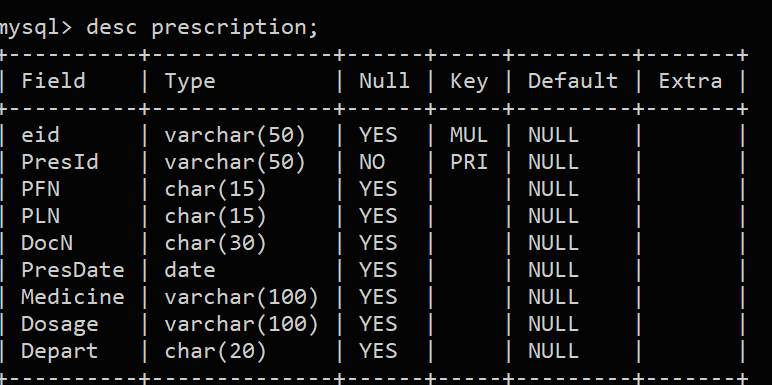 mysql> desc prescription;
+----------+--------------+------+-----+---------+-------+
| Field    | Type         | Null | Key | Default | Extra |
+----------+--------------+------+-----+---------+-------+
| eid      | varchar(50)  | YES  | MUL | NULL    |       |
| PresId   | varchar(50)  | NO   | PRI | NULL    |       |
| PFN      | char(15)     | YES  |     | NULL    |       |
| PLN      | char(15)     | YES  |     | NULL    |       |
| DocN     | char(30)     | YES  |     | NULL    |       |
| PresDate | date         | YES  |     | NULL    |       |
| Medicine | varchar(100) | YES  |     | NULL    |       |
| Dosage   | varchar(100) | YES  |     | NULL    |       |
| Depart   | char(20)     | YES  |     | NULL    |       |
+----------+--------------+------+-----+---------+-------+